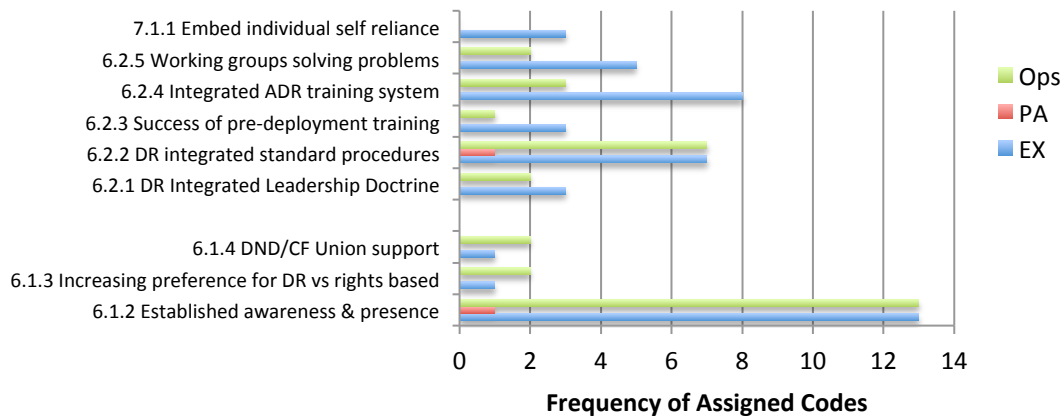 7.1.1 Embed individual self reliance
6.2.5 Working groups solving problems
6.2.4 Integrated ADR training system
6.2.3 Success of pre-deployment training
6.2.2 DR integrated standard procedures
6.2.1 DR Integrated Leadership Doctrine
6.1.4 DND/CF Union support
6.1.3 Increasing preference for DR vs rights based
6.1.2 Established awareness & presence
0 2 4 6 8 10 12 14
Frequency of Assigned Codes
Ops
PA
EX